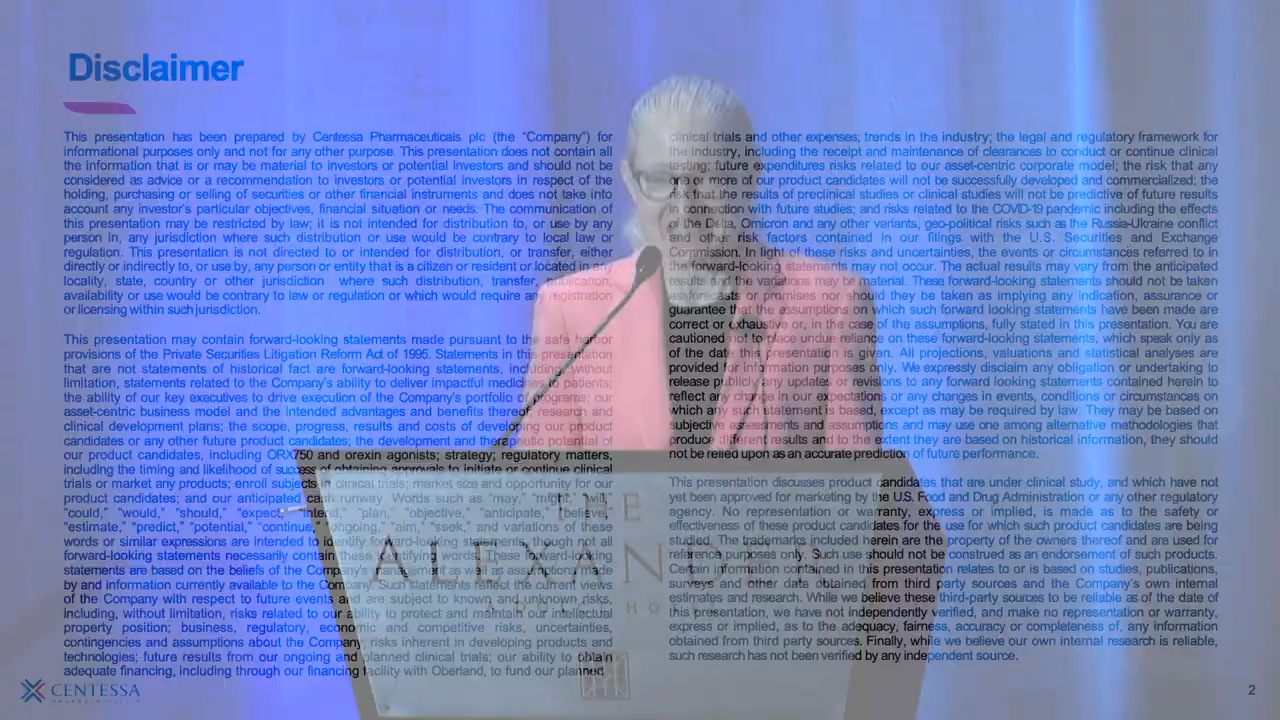 Disclaimer
This presentation has been prepared by Centessa Pharmaceuticals plc (the “Company”) for
informational purposes only and not for any other purpose. This presentation does not contain all
the information that is or may be material to investors or potential investors and should not be
considered as advice or a recommendation to investors or potential investors in respect of the
holding, purchasing or selling of securities or other financial instruments and does not take into
account any investor’s particular objectives, financial situation or needs. The communication of
this presentation may be restricted by law; it is not intended for distribution to, or use by any
person in, any jurisdiction where such distribution or use would be contrary to local law or
regulation. This presentation is not directed to or intended for distribution, or transfer, either
directly or indirectly to, or use by, any person or entity that is a citizen or resident or located in any
locality, state, country or other jurisdiction where such distribution, transfer, publication,
availability or use would be contrary to law or regulation or which would require any registration
or licensing within such jurisdiction.
This presentation may contain forward-looking statements made pursuant to the safe harbor
provisions of the Private Securities Litigation Reform Act of 1995. Statements in this presentation
that are not statements of historical fact are forward-looking statements, including, without
limitation, statements related to the Company’s ability to deliver impactful medicines to patients;
the ability of our key executives to drive execution of the Company’s portfolio of programs; our
asset-centric business model and the intended advantages and benefits thereof; research and
clinical development plans; the scope, progress, results and costs of developing our product
candidates or any other future product candidates; the development and therapeutic potential of
our product candidates, including ORX750 and orexin agonists; strategy; regulatory matters,
including the timing and likelihood of success of obtaining approvals to initiate or continue clinical
trials or market any products; enroll subjects in clinical trials; market size and opportunity for our
product candidates; and our anticipated cash runway. Words such as “may,” “might,” “will,”
“could,” “would,” “should,” “expect,” “intend,” “plan,” “objective,” “anticipate,” “believe,”
“estimate,” “predict,” “potential,” “continue,” “ongoing,” “aim,” “seek,” and variations of these
words or similar expressions are intended to identify forward-looking statements, though not all
forward-looking statements necessarily contain these identifying words. These forward-looking
statements are based on the beliefs of the Company’s management as well as assumptions made
by and information currently available to the Company. Such statements reflect the current views
of the Company with respect to future events and are subject to known and unknown risks,
including, without limitation, risks related to our ability to protect and maintain our intellectual
property position; business, regulatory, economic and competitive risks, uncertainties,
contingencies and assumptions about the Company; risks inherent in developing products and
technologies; future results from our ongoing and planned clinical trials; our ability to obtain
adequate financing, including through our financing facility with Oberland, to fund our planned
clinical trials and other expenses; trends in the industry; the legal and regulatory framework for
the industry, including the receipt and maintenance of clearances to conduct or continue clinical
testing; future expenditures risks related to our asset-centric corporate model; the risk that any
one or more of our product candidates will not be successfully developed and commercialized; the
risk that the results of preclinical studies or clinical studies will not be predictive of future results
in connection with future studies; and risks related to the COVID-19 pandemic including the effects
of the Delta, Omicron and any other variants, geo-political risks such as the Russia-Ukraine conflict
and other risk factors contained in our filings with the U.S. Securities and Exchange
Commission. In light of these risks and uncertainties, the events or circumstances referred to in
the forward-looking statements may not occur. The actual results may vary from the anticipated
results and the variations may be material. These forward-looking statements should not be taken
as forecasts or promises nor should they be taken as implying any indication, assurance or
guarantee that the assumptions on which such forward looking statements have been made are
correct or exhaustive or, in the case of the assumptions, fully stated in this presentation. You are
cautioned not to place undue reliance on these forward-looking statements, which speak only as
of the date this presentation is given. All projections, valuations and statistical analyses are
provided for information purposes only. We expressly disclaim any obligation or undertaking to
release publicly any updates or revisions to any forward looking statements contained herein to
reflect any change in our expectations or any changes in events, conditions or circumstances on
which any such statement is based, except as may be required by law. They may be based on
subjective assessments and assumptions and may use one among alternative methodologies that
produce different results and to the extent they are based on historical information, they should
not be relied upon as an accurate prediction of future performance.
This presentation discusses product candidates that are under clinical study, and which have not
yet been approved for marketing by the U.S. Food and Drug Administration or any other regulatory
agency. No representation or warranty, express or implied, is made as to the safety or
effectiveness of these product candidates for the use for which such product candidates are being
studied. The trademarks included herein are the property of the owners thereof and are used for
reference purposes only. Such use should not be construed as an endorsement of such products.
Certain information contained in this presentation relates to or is based on studies, publications,
surveys and other data obtained from third party sources and the Company’s own internal
estimates and research. While we believe these third-party sources to be reliable as of the date of
this presentation, we have not independently verified, and make no representation or warranty,
express or implied, as to the adequacy, fairness, accuracy or completeness of, any information
obtained from third party sources. Finally, while we believe our own internal research is reliable,
such research has not been verified by any independent source.
THE
ALEXANDRIA
CENTESSA
2